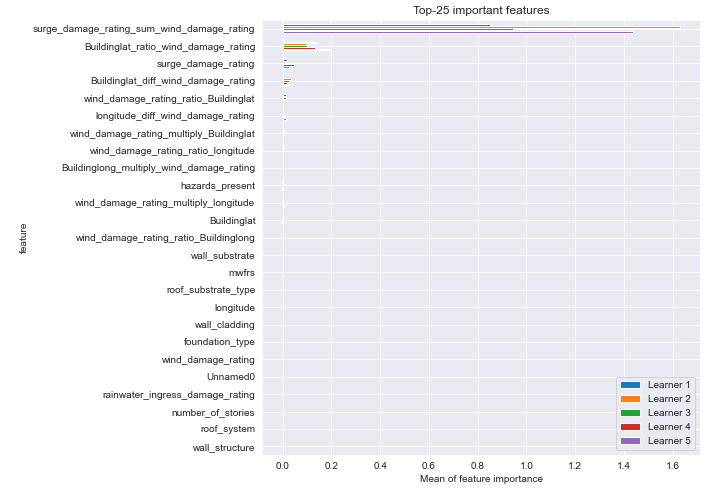 Top-25 important features
surge_damage_rating_sum_wind_damage_rating
Buildinglat_ratio_wind_damage_rating
surge_damage_rating
Buildinglat_diff_wind_damage_rating
wind_damage_rating_ratio_Buildinglat
longitude_diff_wind_damage_rating
wind_damage_rating_multiply_Buildinglat
wind_damage_rating_ratio_longitude
Buildinglong_multiply_wind_damage_rating
hazards_present
wind_damage_rating_multiply_longitude
Buildinglat
wind_damage_rating_ratio_Buildinglong
wall_substrate
mwfrs
roof_substrate_type
longitude
wall_cladding
foundation_type
wind_damage_rating
Unnamed0
rainwater_ingress_damage_rating
number_of_stories
roof_system
wall_structure
feature
Learner 1
Learner 2
Learner 3
Learner 4
Learner 5
0.0 0.2 0.4 0.6 0.8 1.0 1.2 1.4 1.6
Mean of feature importance